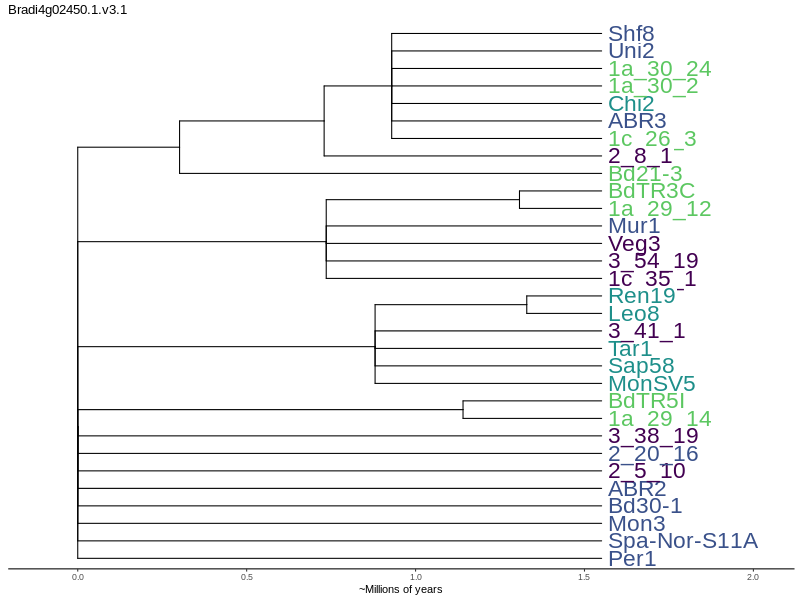 Bradi4g02450.1.v3.1
Shf8
Uni2
1a_30_24
1a_30_2
Chi2
ABR3
1c_26_3
2_8_1
Bd21-3
BdTR3C
1a_29_12
Mur1
Veg3
3_54_19
1c_35_1
Ren19
Leo8
3_41_1
Tar1
Sap58
MonSV5
BdTR5I
1a_29_14
3_38_19
2_20_16
2_5_10
ABR2
Bd30-1
Mon3
Spa-Nor-S11A
Per1
0.0 0.5 1.0 1.5 2.0
~Millions of years